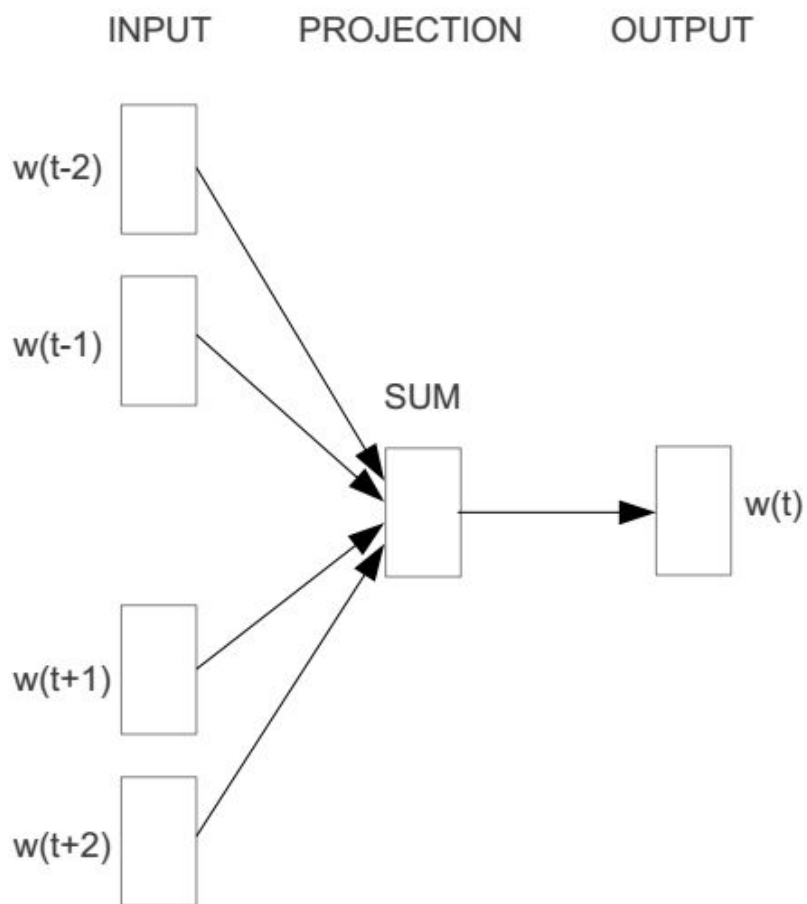 INPUT PROJECTION OUTPUT
w(t-2)
w(t-1)
SUM
w(t)
w(t+1)
w(t+2)